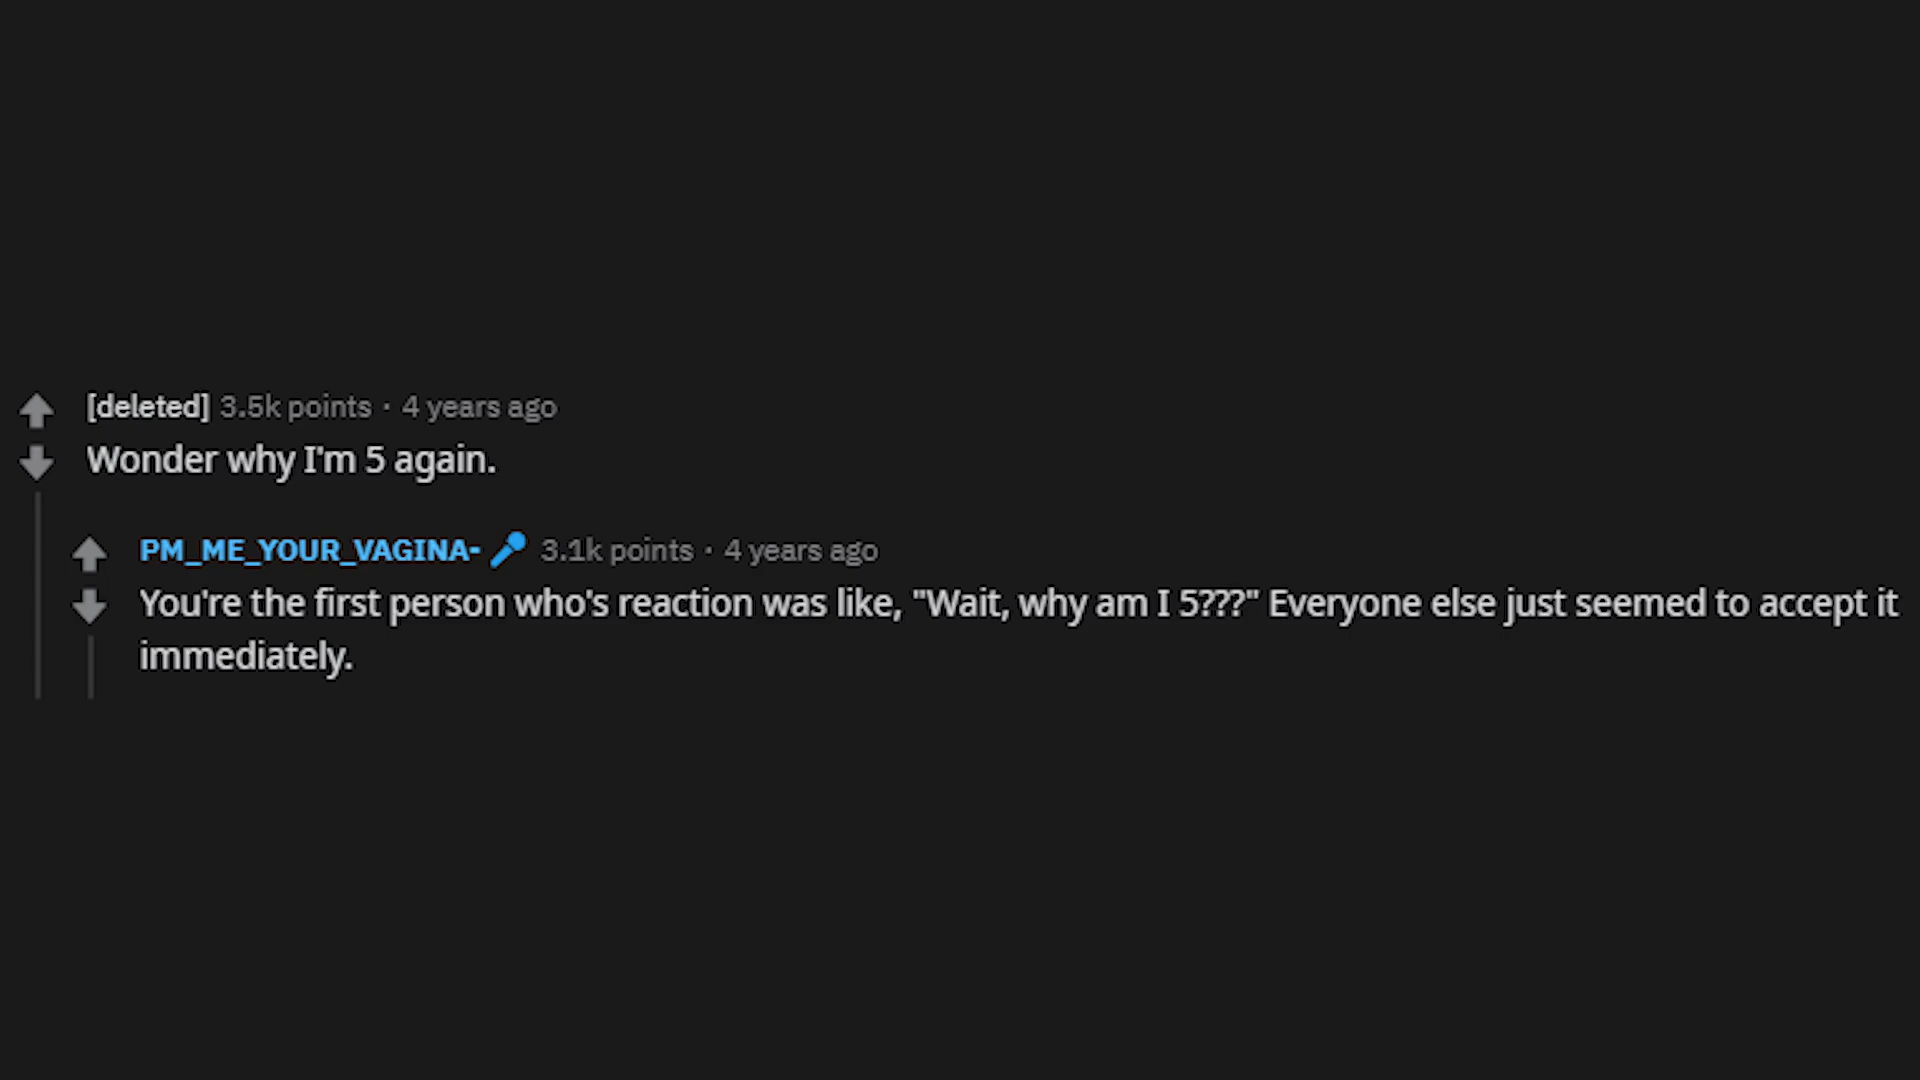 [deleted] 3.5k points · 4 years ago
Wonder why I'm 5 again.
PM_ME_YOUR_VAGINA- 3.1k points · 4 years ago
You're the first person who's reaction was like, "Wait, why am I 5???" Everyone else just seemed to accept it
immediately.